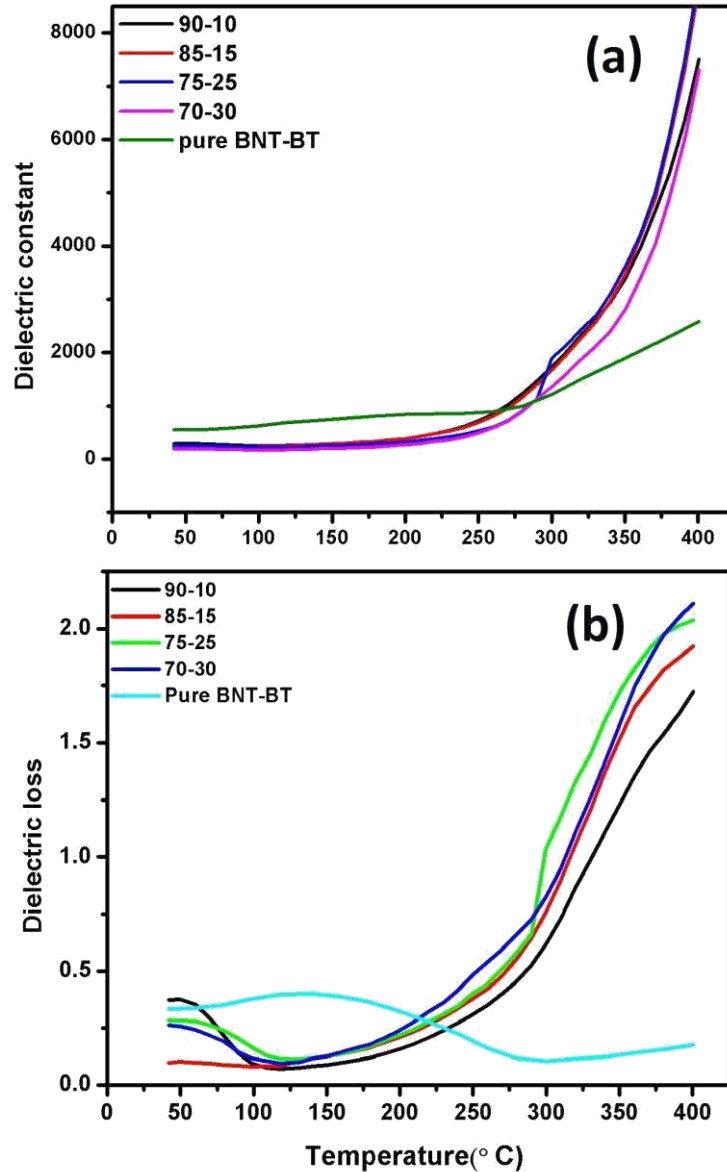 8000
6000
4000
2000
0
Dielectric constant
90-10
85-15
75-25
70-30
pure BNT-BT
(a)
0 50 100 150 200 250 300 350 400
2.0
1.5
1.0
0.5
0.0
Dielectric loss
90-10
85-15
75-25
70-30
Pure BNT-BT
(b)
0 50 100 150 200 250 300 350 400
Temperature(° C)